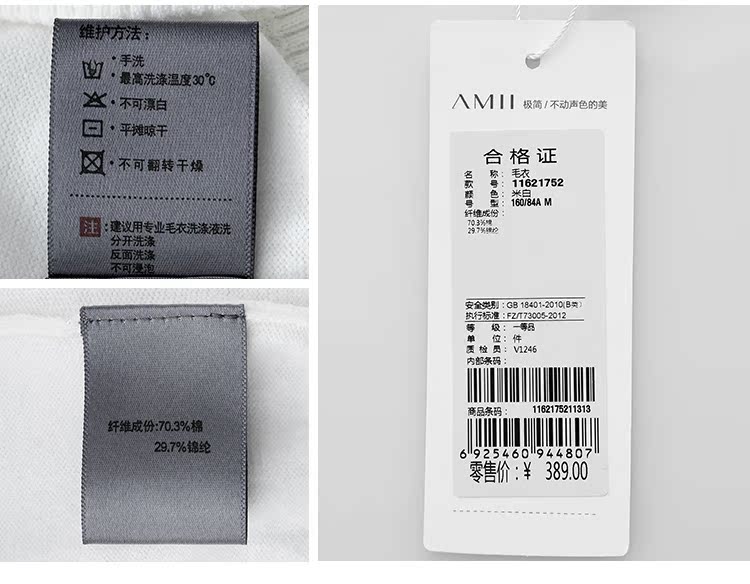 维护方法：
·手洗
·最高洗涤温度30℃
·不可漂白
·平摊晾干
·不可翻转干燥
注:建议用专业毛衣洗涤液洗
分开洗涤
反面洗涤
不可浸泡
纤维成份:70.3%棉
29.7%锦纶
AMII 极简/不动声色的美
合格证
名称：毛衣
款号：11621752
颜色：米白
号型：160/84A M
纤维成份：
70.3%棉
29.7%锦纶
安全类别：GB 18401-2010(B类)
执行标准：FZ/T73005-2012
等级：一等品
单位：件
质检员：V1246
内部条码：
商品条码：1162175211313
6 925460 944807
零售价：￥ 389.00